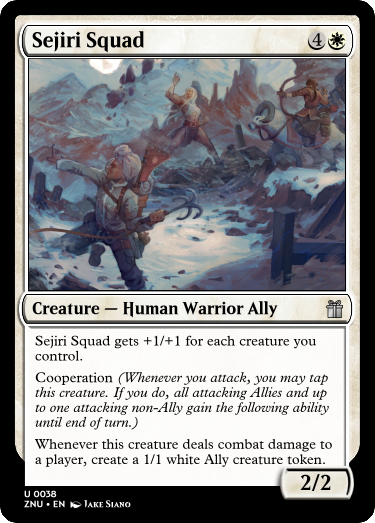 Sejiri Squad 4
Creature — Human Warrior Ally
Sejiri Squad gets +1/+1 for each creature you
control.
Cooperation (Whenever you attack, you may tap
this creature. If you do, all attacking Allies and up
to one attacking non-Ally gain the following ability
until end of turn.)
Whenever this creature deals combat damage to
a player, create a 1/1 white Ally creature token.
2/2
U 0038
ZNU • EN Jake Siano